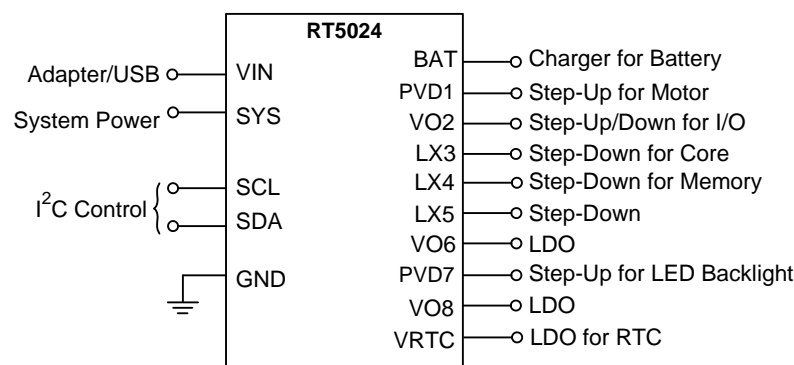 RT5024
Adapter/USB
System Power
I²C Control
VIN
SYS
SCL
SDA
GND
BAT
PVD1
VO2
LX3
LX4
LX5
VO6
PVD7
VO8
VRTC
Charger for Battery
Step-Up for Motor
Step-Up/Down for I/O
Step-Down for Core
Step-Down for Memory
Step-Down
LDO
Step-Up for LED Backlight
LDO
LDO for RTC